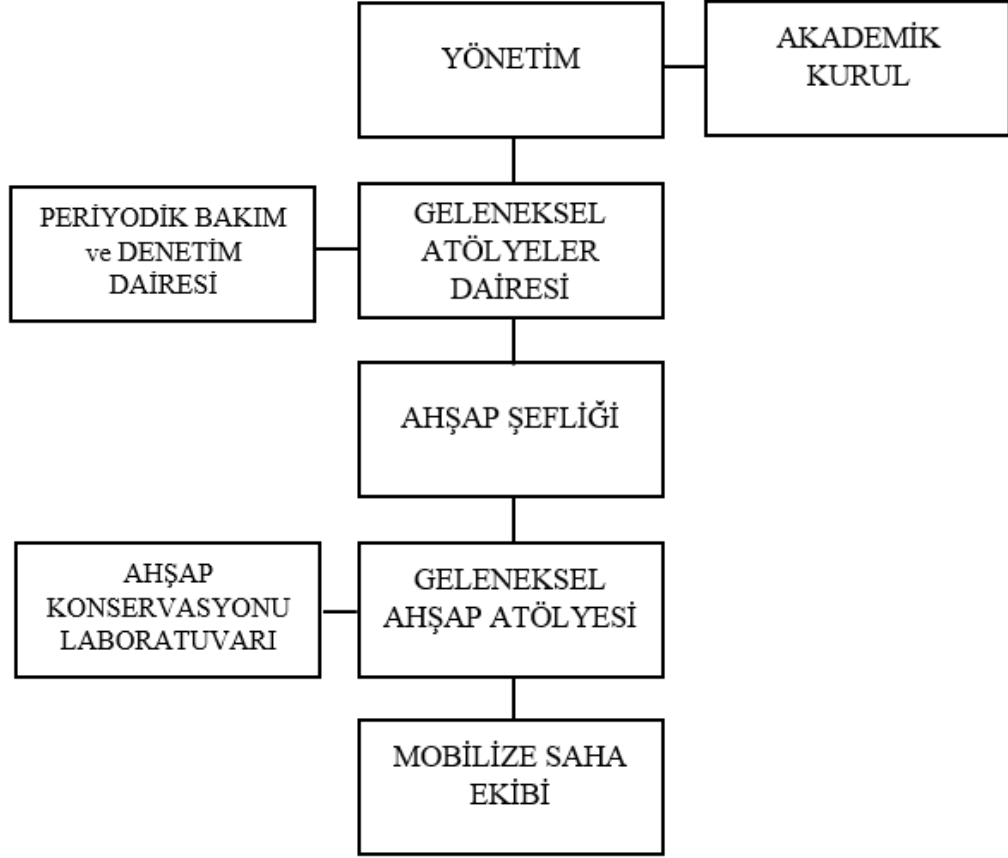 YÖNETİM
AKADEMİK
KURUL
PERİYODİK BAKIM
ve DENETİM
DAİRESİ
GELENEKSEL
ATÖLYELER
DAİRESİ
AHŞAP ŞEFLİĞİ
AHŞAP
KONSERVASYONU
LABORATUVARI
GELENEKSEL
AHŞAP ATÖLYESİ
MOBİLİZE SAHA
EKİBİ